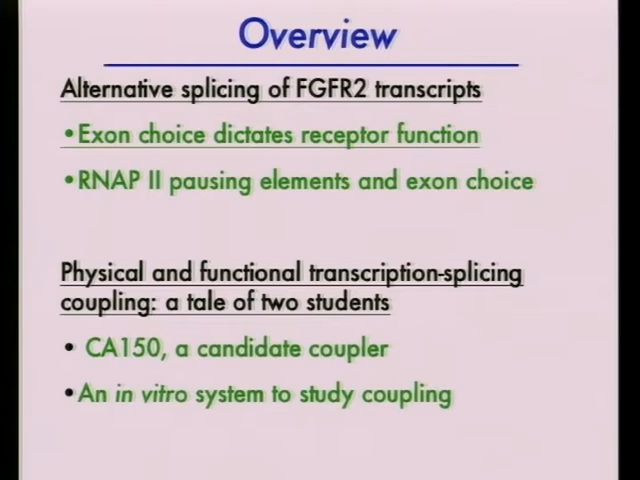 Overview
Alternative splicing of FGFR2 transcripts
•Exon choice dictates receptor function
•RNAP II pausing elements and exon choice
Physical and functional transcription-splicing
coupling: a tale of two students
• CA150, a candidate coupler
•An in vitro system to study coupling